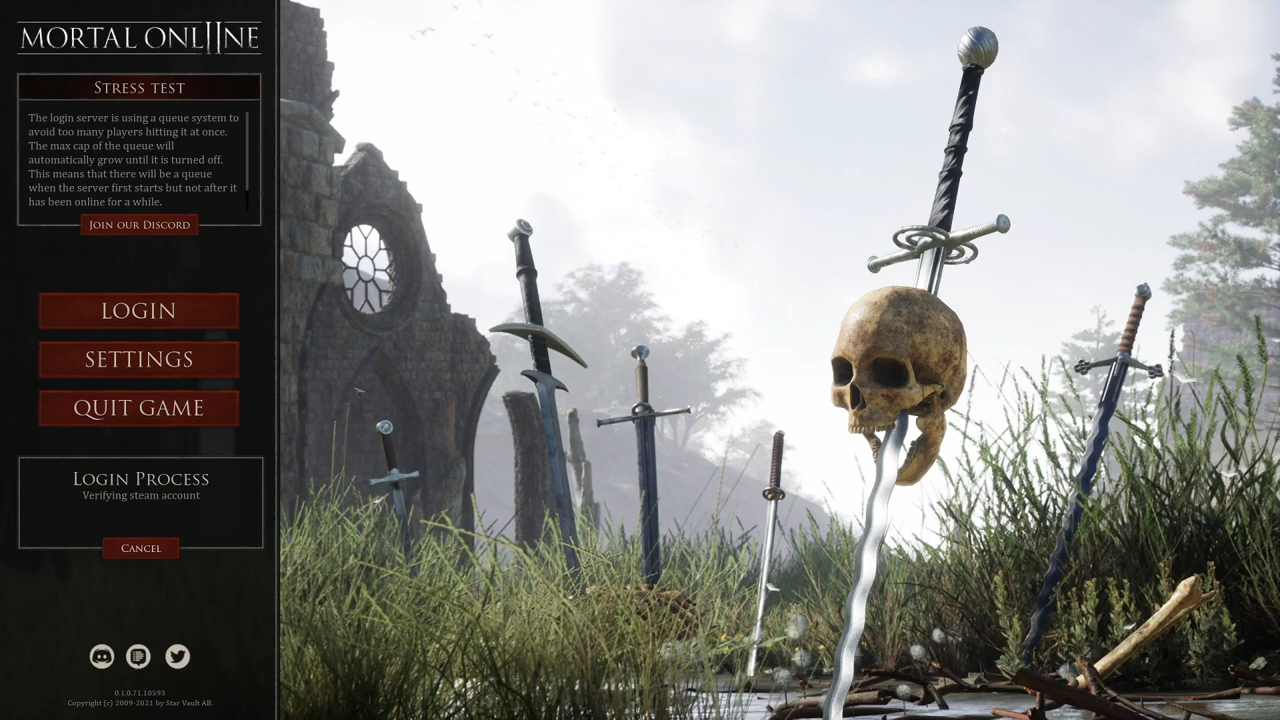 MORTAL ONLIINE
STRESS TEST
The login server is using a queue system to
avoid too many players hitting it at once.
The max cap of the queue will
automatically grow until it is turned off.
This means that there will be a queue
when the server first starts but not after it
has been online for a while.
JOIN OUR DISCORD
LOGIN
SETTINGS
QUIT GAME
LOGIN PROCESS
Verifying steam account
CANCEL
0.1.0.71.10593
Copyright (c) 2009-2021 by Star Vault AB.